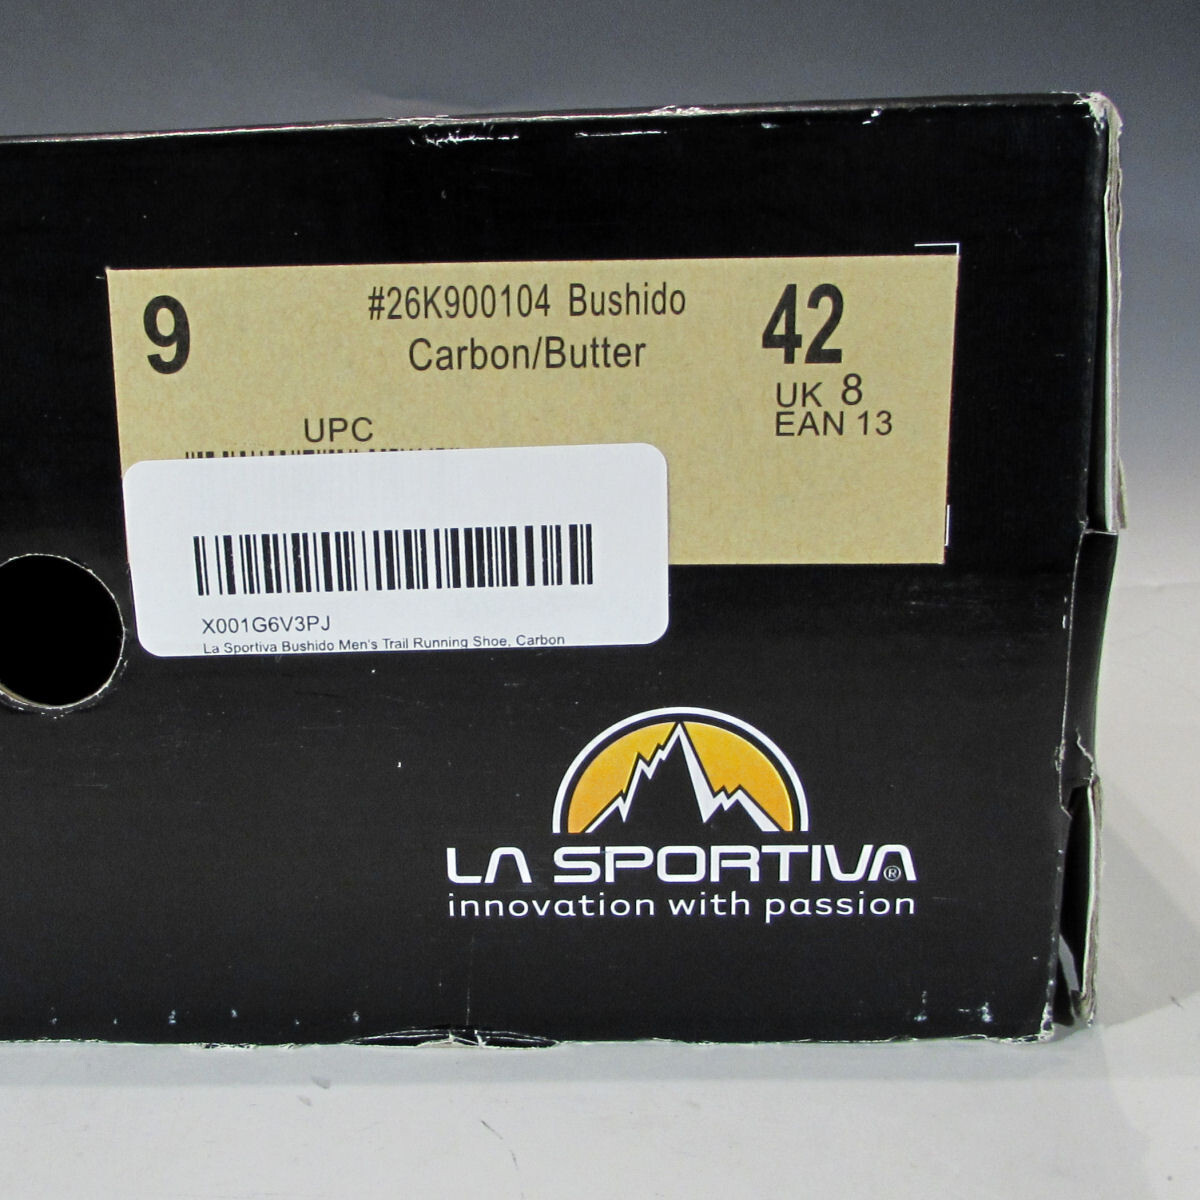 9
#26K900104 Bushido
Carbon/Butter
42
UK 8
EAN 13
UPC
X001G6V3PJ
La Sportiva Bushido Men's Trail Running Shoe, Carbon
LA SPORTIVA®
innovation with passion